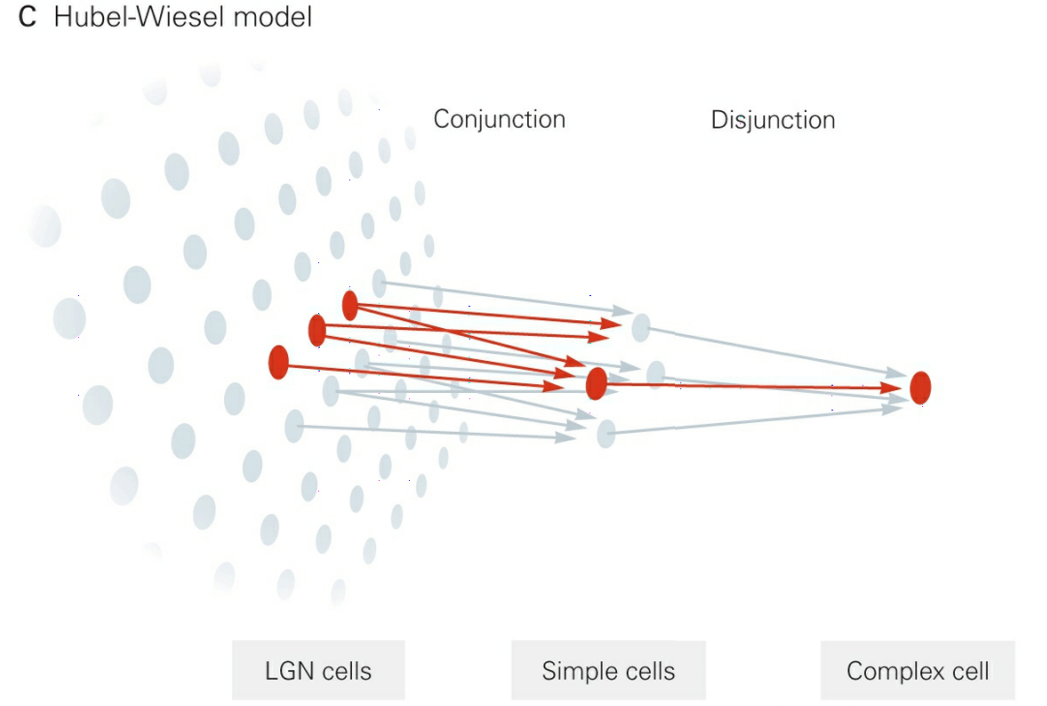 C Hubel-Wiesel model
Conjunction
Disjunction
LGN cells
Simple cells
Complex cell